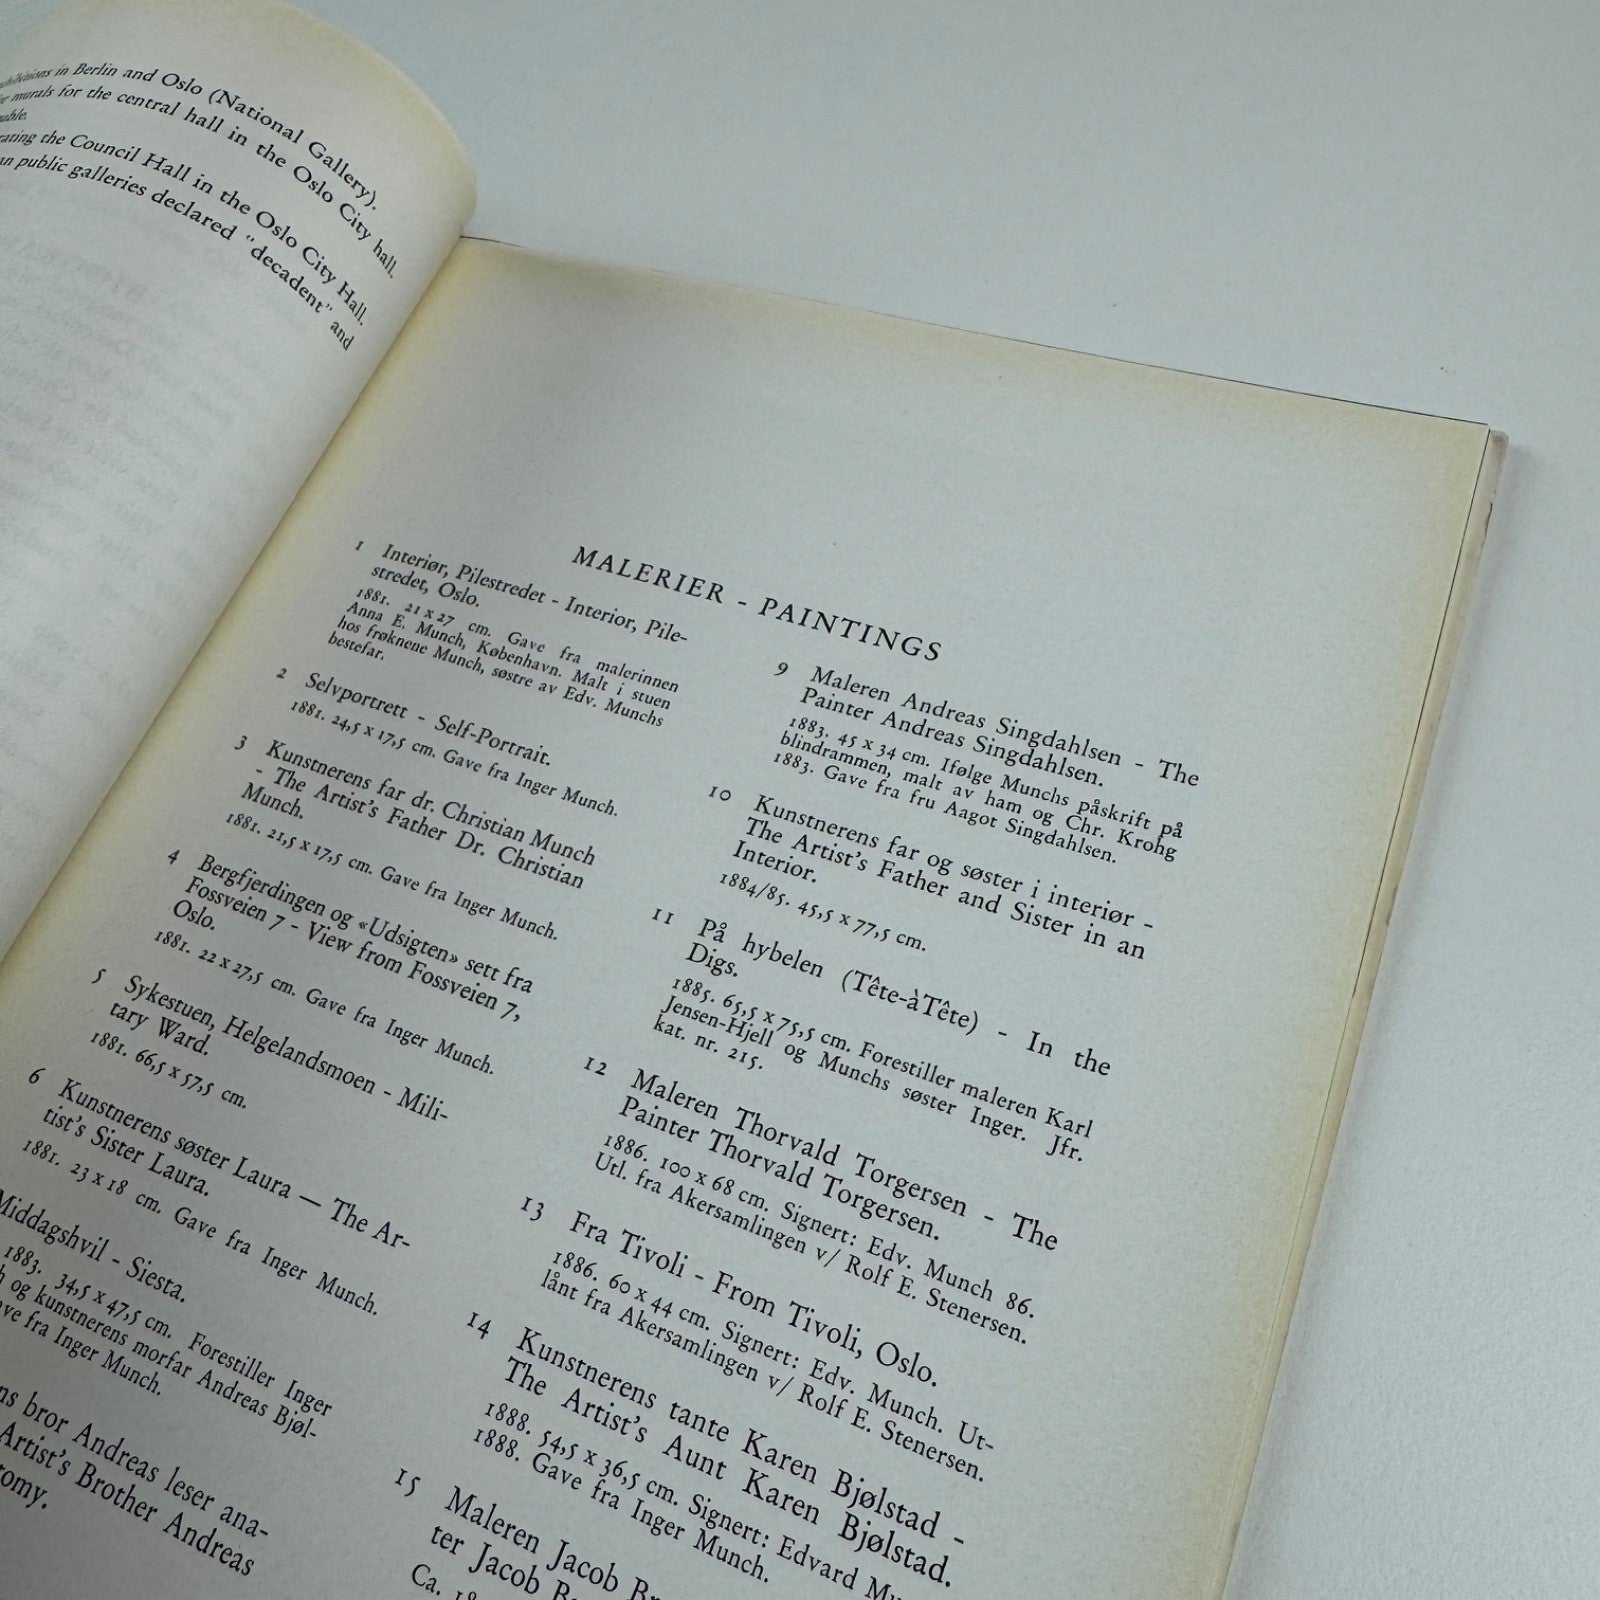 in Berlin and Oslo (National Gallery).
murals for the central hall in the Oslo City hall.
the Council Hall in the Oslo City Hall.
public galleries declared "decadent" and
MALERIER - PAINTINGS
1 Interiør, Pilestredet - Interior, Pile-
stredet, Oslo.
1881. 21 x 27 cm. Gave fra malerinnen
Anna E. Munch, København. Malt i stuen
hos frøknene Munch, søstre av Edv. Munchs
bestefar.
2 Selvportrett - Self-Portrait.
1881. 24,5 x 17,5 cm. Gave fra Inger Munch.
3 Kunstnerens far dr. Christian Munch
- The Artist's Father Dr. Christian
Munch.
1881. 21,5 x 17,5 cm. Gave fra Inger Munch.
4 Bergfjerdingen og «Udsigten» sett fra
Fossveien 7 - View from Fossveien 7,
Oslo.
1881. 22 x 27,5 cm. Gave fra Inger Munch.
5 Sykestuen, Helgelandsmoen - Mili-
tary Ward.
1881. 66,5 x 57,5 cm.
6 Kunstnerens søster Laura — The Ar-
tist's Sister Laura.
1881. 23 x 18 cm. Gave fra Inger Munch.
Middagshvil - Siesta.
1883. 34,5 x 47,5 cm. Forestiller Inger
og kunstnerens morfar Andreas Bjøl-
fra Inger Munch.
bror Andreas leser ana-
Artist's Brother Andreas
9 Maleren Andreas Singdahlsen - The
Painter Andreas Singdahlsen.
1883. 45 x 34 cm. Ifølge Munchs påskrift på
blindrammen, malt av ham og Chr. Krohg
1883. Gave fra fru Aagot Singdahlsen.
10 Kunstnerens far og søster i interiør -
The Artist's Father and Sister in an
Interior.
1884/85. 45,5 x 77,5 cm.
11 På hybelen (Tête-àTête) - In the
Digs.
1885. 65,5 x 75,5 cm. Forestiller maleren Karl
Jensen-Hjell og Munchs søster Inger. Jfr.
kat. nr. 215.
12 Maleren Thorvald Torgersen - The
Painter Thorvald Torgersen.
1886. 100 x 68 cm. Signert: Edv. Munch 86.
Utl. fra Akersamlingen v/ Rolf E. Stenersen.
13 Fra Tivoli - From Tivoli, Oslo.
1886. 60 x 44 cm. Signert: Edv. Munch. Ut-
lånt fra Akersamlingen v/ Rolf E. Stenersen.
14 Kunstnerens tante Karen Bjølstad -
The Artist's Aunt Karen Bjølstad.
1888. 54,5 x 36,5 cm. Signert: Edvard
1888. Gave fra Inger Munch.
15 Maleren Jacob
ter Jacob
Ca.